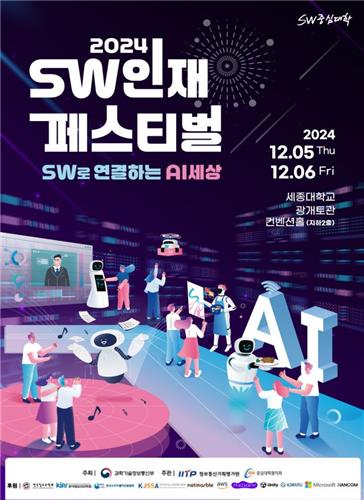 SW중심대학
2024
SW인재
페스티벌
SW로 연결하는 AI세상
2024
12.05 Thu
12.06 Fri
세종대학교
광개토관
컨벤션홀 (지하2층)
AI
주최 과학기술정보통신부 주관 IITP 정보통신기획평가원
후원 KJSSA netmarble aws Unity Microsoft HANCOM